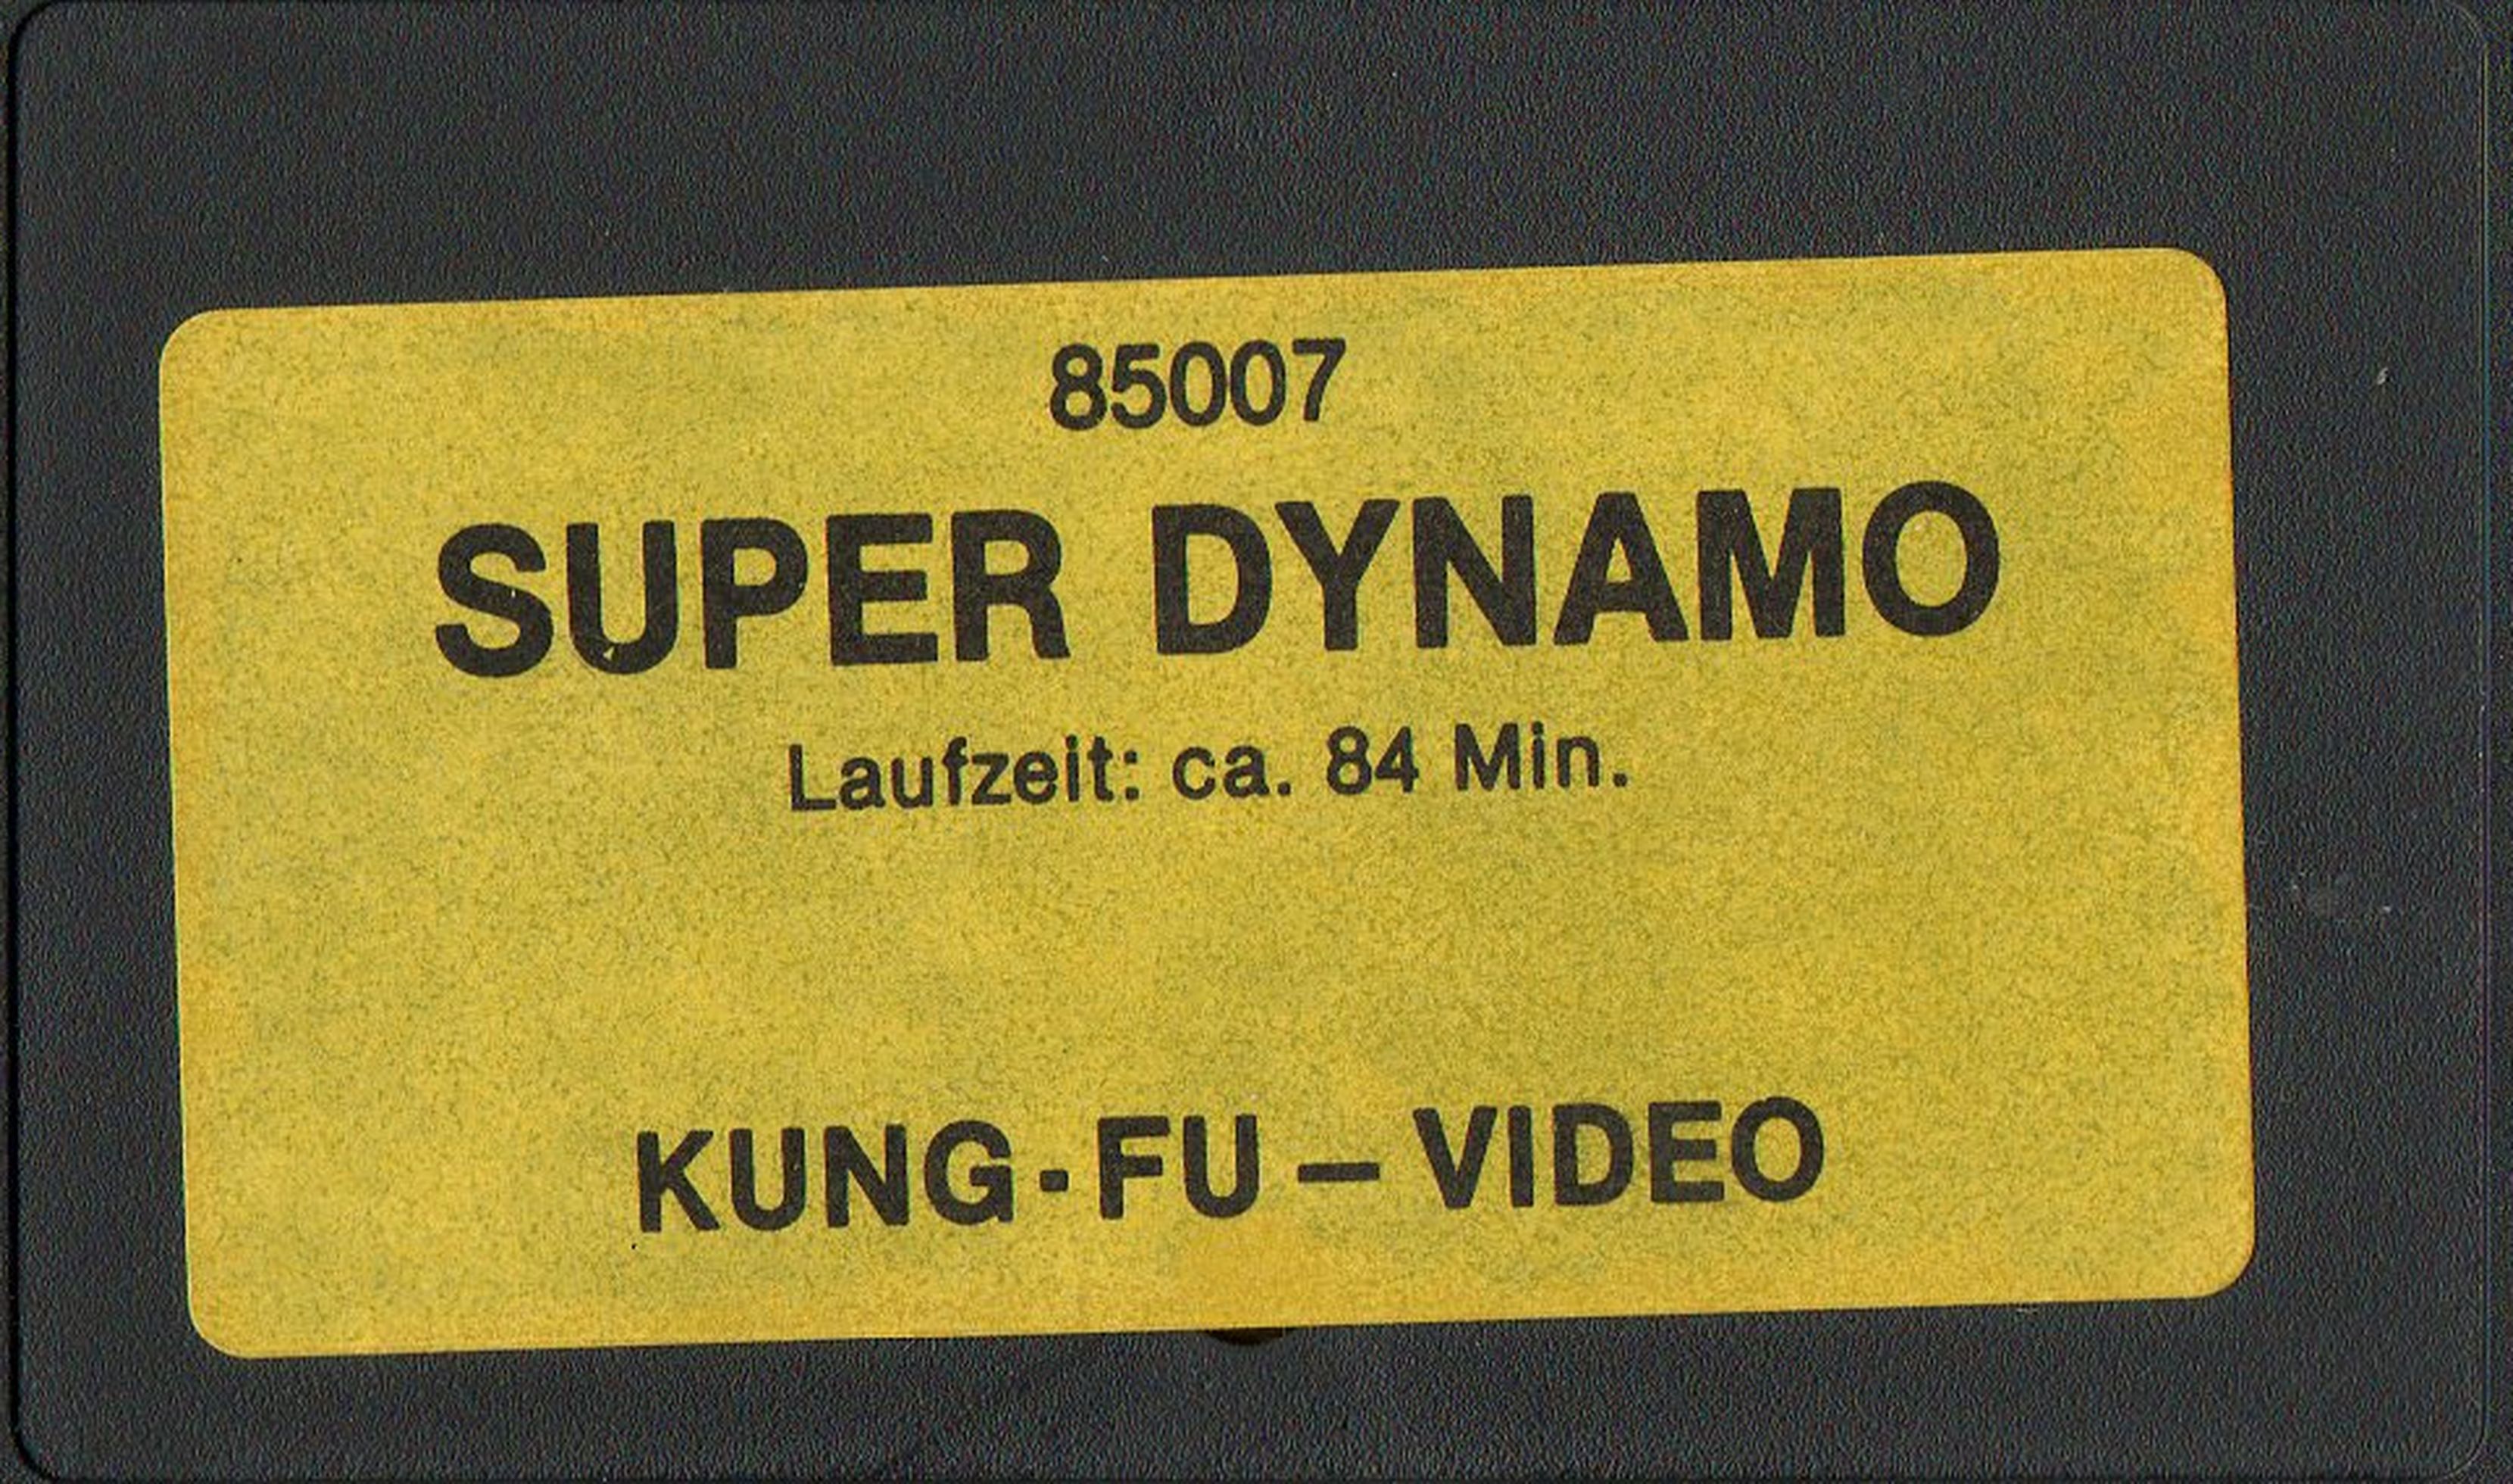 85007
SUPER DYNAMO
Laufzeit: ca. 84 Min.
KUNG-FU – VIDEO